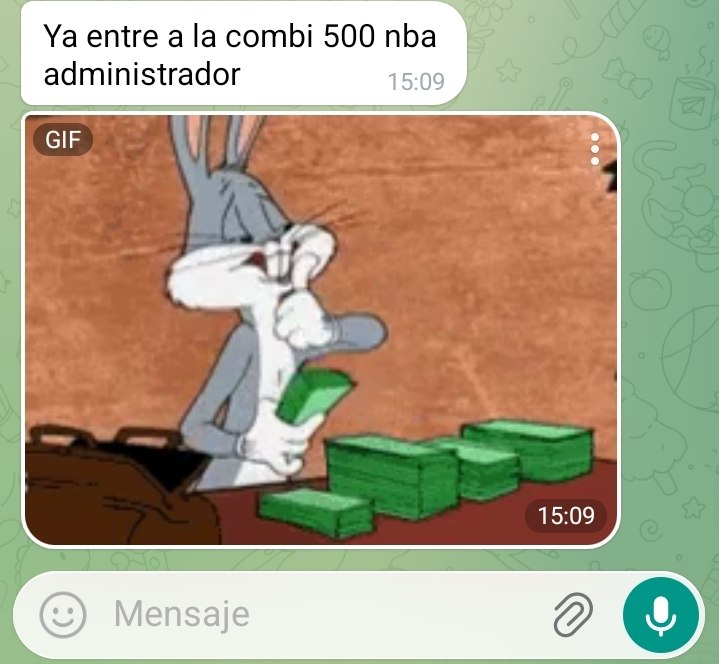 Ya entre a la combi 500 nba
administrador
15:09
GIF
15:09
Mensaje